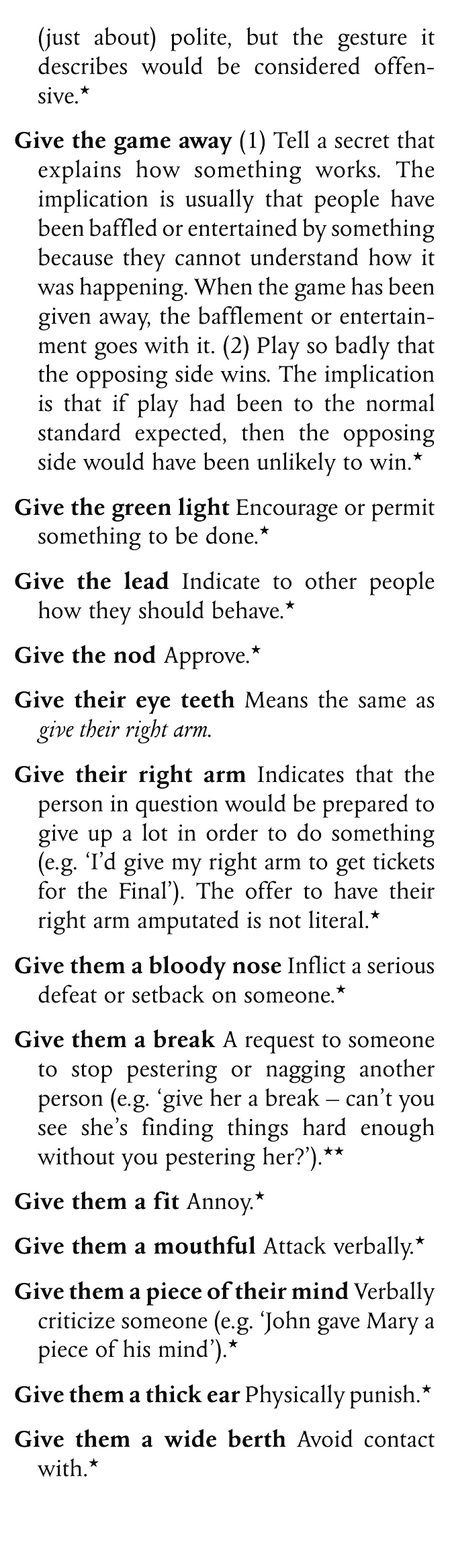 (just about) polite, but the gesture it
describes would be considered offen-
sive.★
Give the game away (1) Tell a secret that
explains how something works. The
implication is usually that people have
been baffled or entertained by something
because they cannot understand how it
was happening. When the game has been
given away, the bafflement or entertain-
ment goes with it. (2) Play so badly that
the opposing side wins. The implication
is that if play had been to the normal
standard expected, then the opposing
side would have been unlikely to win.★
Give the green light Encourage or permit
something to be done.★
Give the lead Indicate to other people
how they should behave.★
Give the nod Approve.★
Give their eye teeth Means the same as
give their right arm.
Give their right arm Indicates that the
person in question would be prepared to
give up a lot in order to do something
(e.g. ‘I’d give my right arm to get tickets
for the Final’). The offer to have their
right arm amputated is not literal.★
Give them a bloody nose Inflict a serious
defeat or setback on someone.★
Give them a break A request to someone
to stop pestering or nagging another
person (e.g. ‘give her a break – can’t you
see she’s finding things hard enough
without you pestering her?’).★★
Give them a fit Annoy.★
Give them a mouthful Attack verbally.★
Give them a piece of their mind Verbally
criticize someone (e.g. ‘John gave Mary a
piece of his mind’).★
Give them a thick ear Physically punish.★
Give them a wide berth Avoid contact
with.★